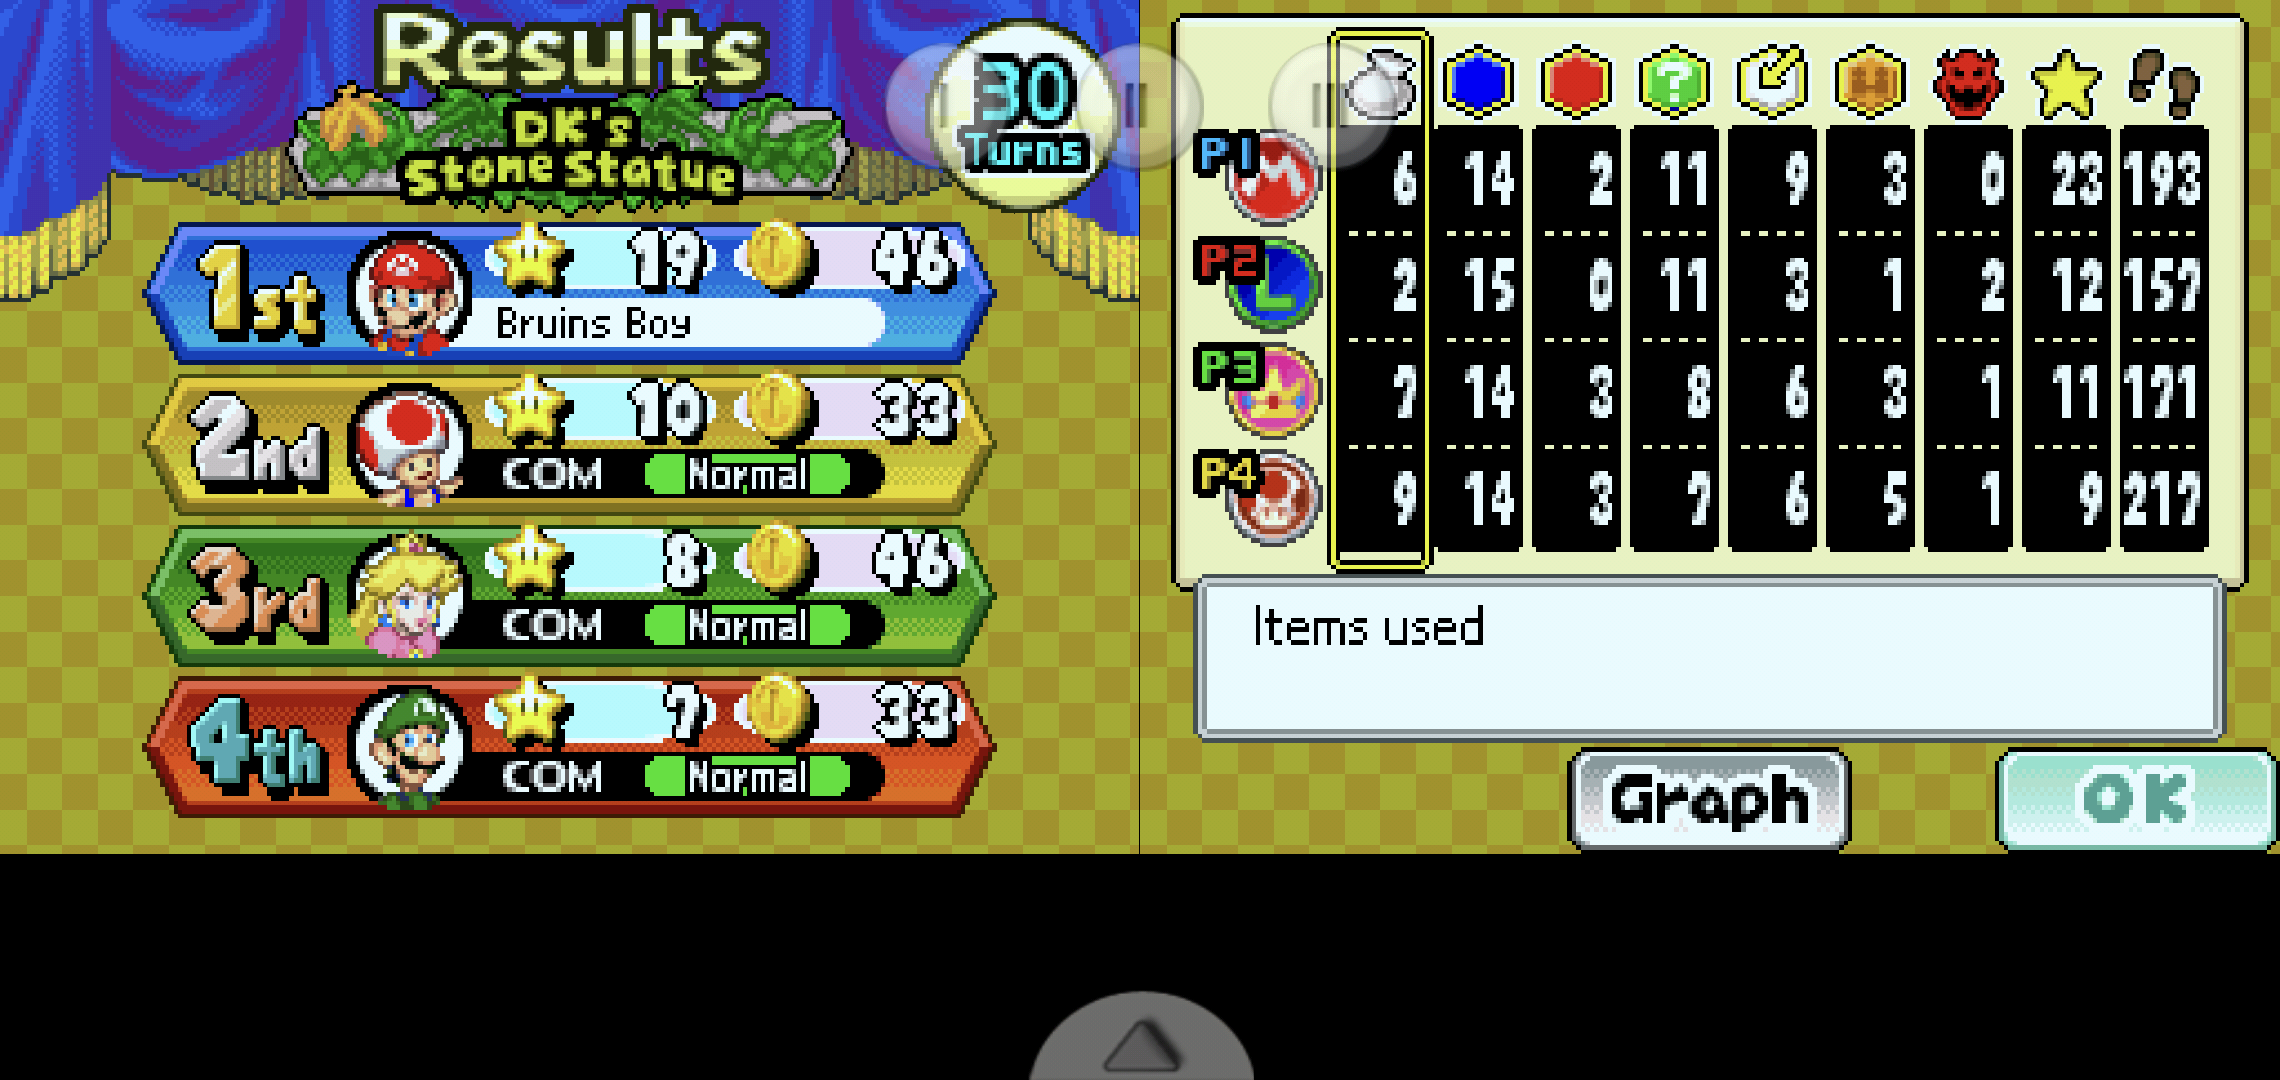 Results
DK's
Stone Statue
30
Turns
1st
19
46
Bruins Boy
2nd
10
33
COM Normal
3rd
8
46
COM Normal
4th
7
33
COM Normal
?
P1 6 14 2 11 9 3 0 23 193
P2 2 15 0 11 3 1 2 12 157
P3 7 14 3 8 6 3 1 11 171
P4 9 14 3 7 6 5 1 9 217
Items used
Graph
OK